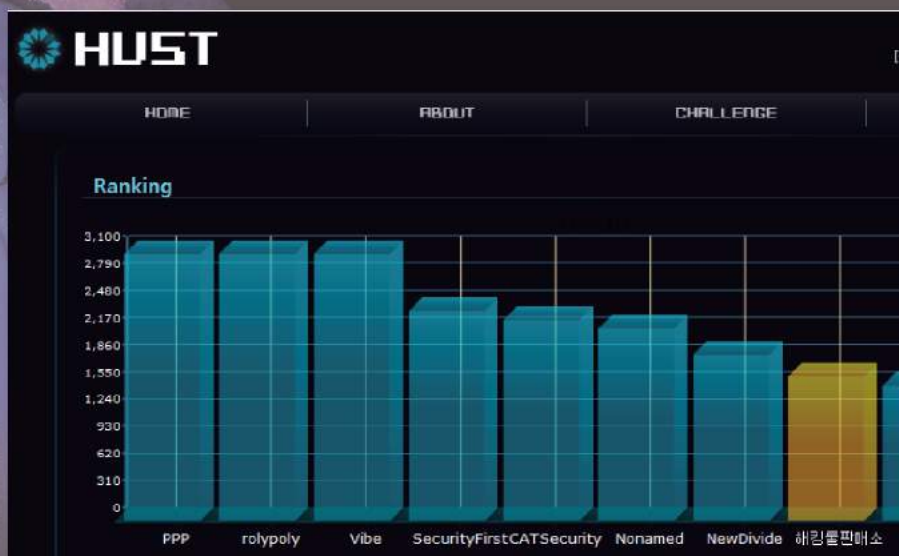 HUST
HOME ABOUT CHALLENGE
Ranking
3,100
2,790
2,480
2,170
1,860
1,550
1,240
930
620
310
0
PPP rolypoly Vibe SecurityFirst CATSecurity Nonamed NewDivide 해킹툴판매소